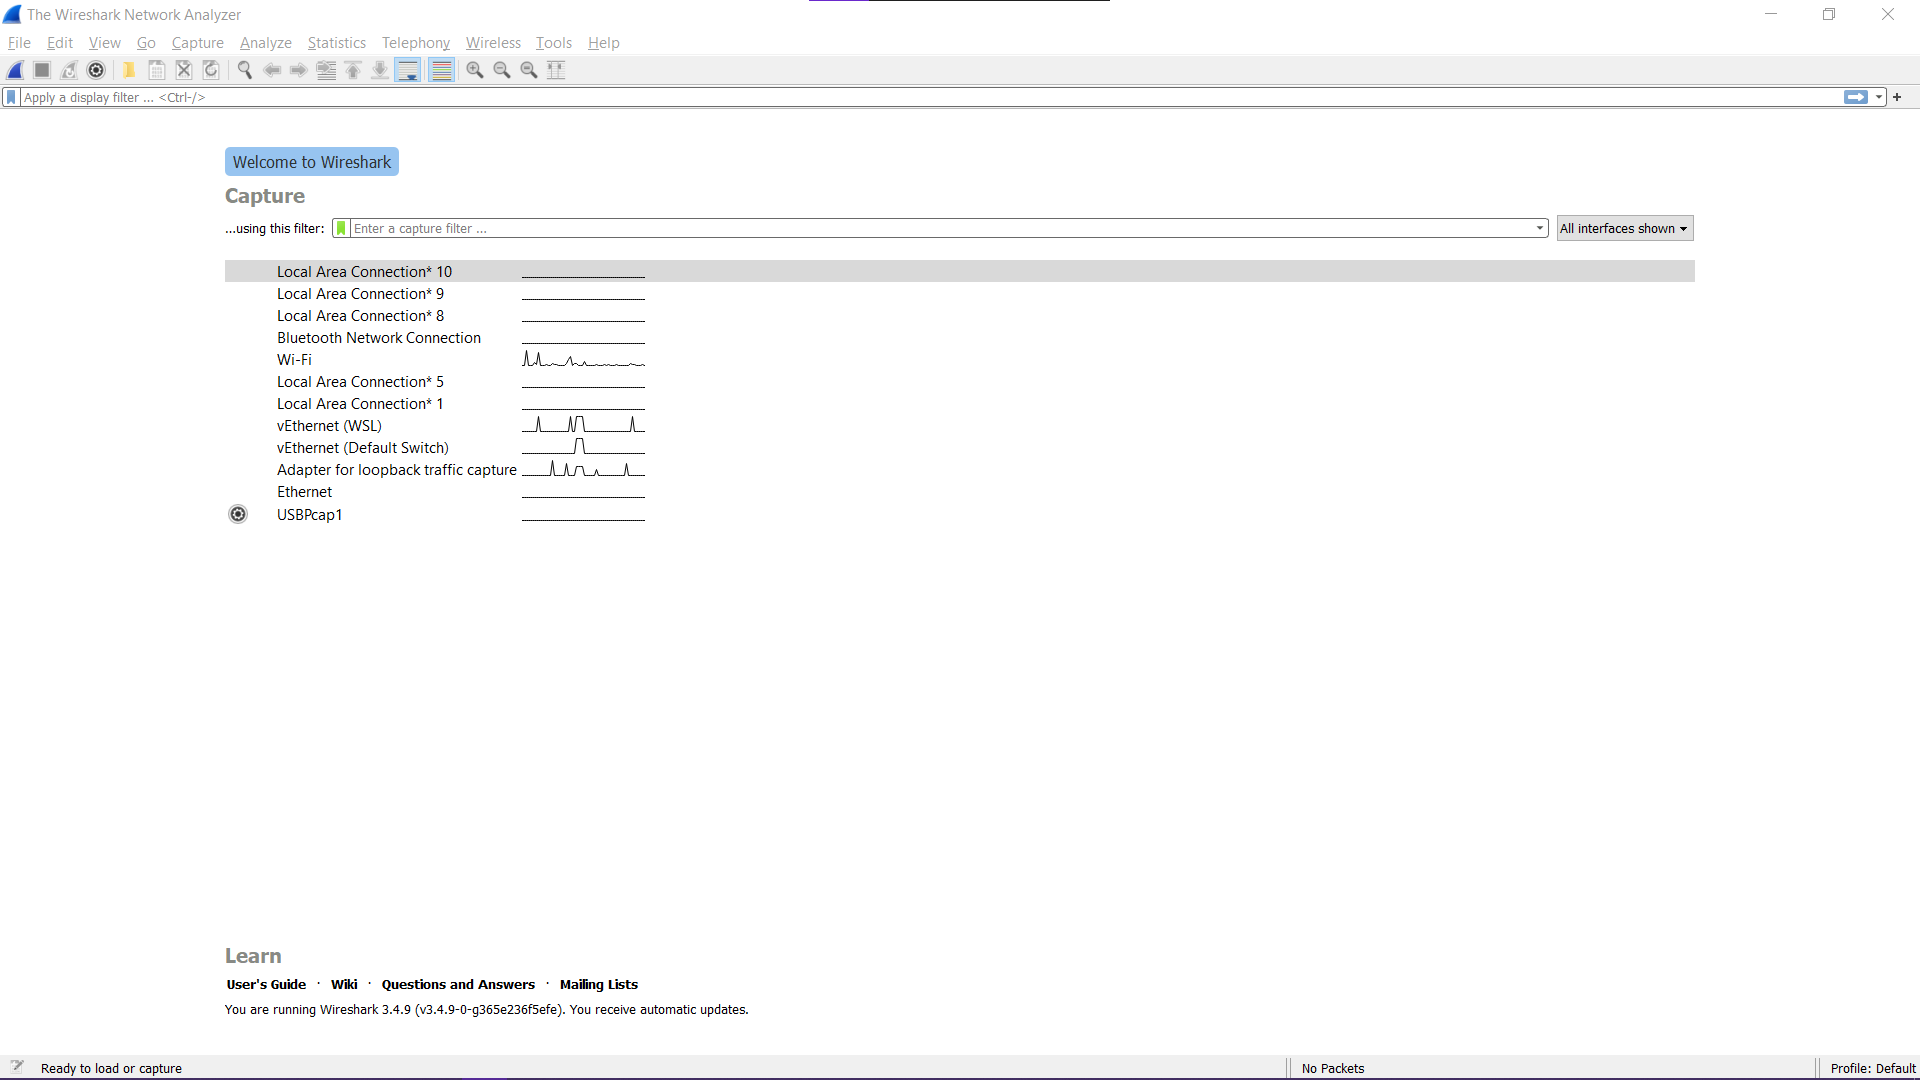 The Wireshark Network Analyzer
File Edit View Go Capture Analyze Statistics Telephony Wireless Tools Help
Apply a display filter ... <Ctrl-/>
+
Welcome to Wireshark
Capture
...using this filter: Enter a capture filter ... All interfaces shown
Local Area Connection* 10
Local Area Connection* 9
Local Area Connection* 8
Bluetooth Network Connection
Wi-Fi
Local Area Connection* 5
Local Area Connection* 1
vEthernet (WSL)
vEthernet (Default Switch)
Adapter for loopback traffic capture
Ethernet
USBPcap1
Learn
User's Guide · Wiki · Questions and Answers · Mailing Lists
You are running Wireshark 3.4.9 (v3.4.9-0-g365e236f5efe). You receive automatic updates.
Ready to load or capture No Packets Profile: Default